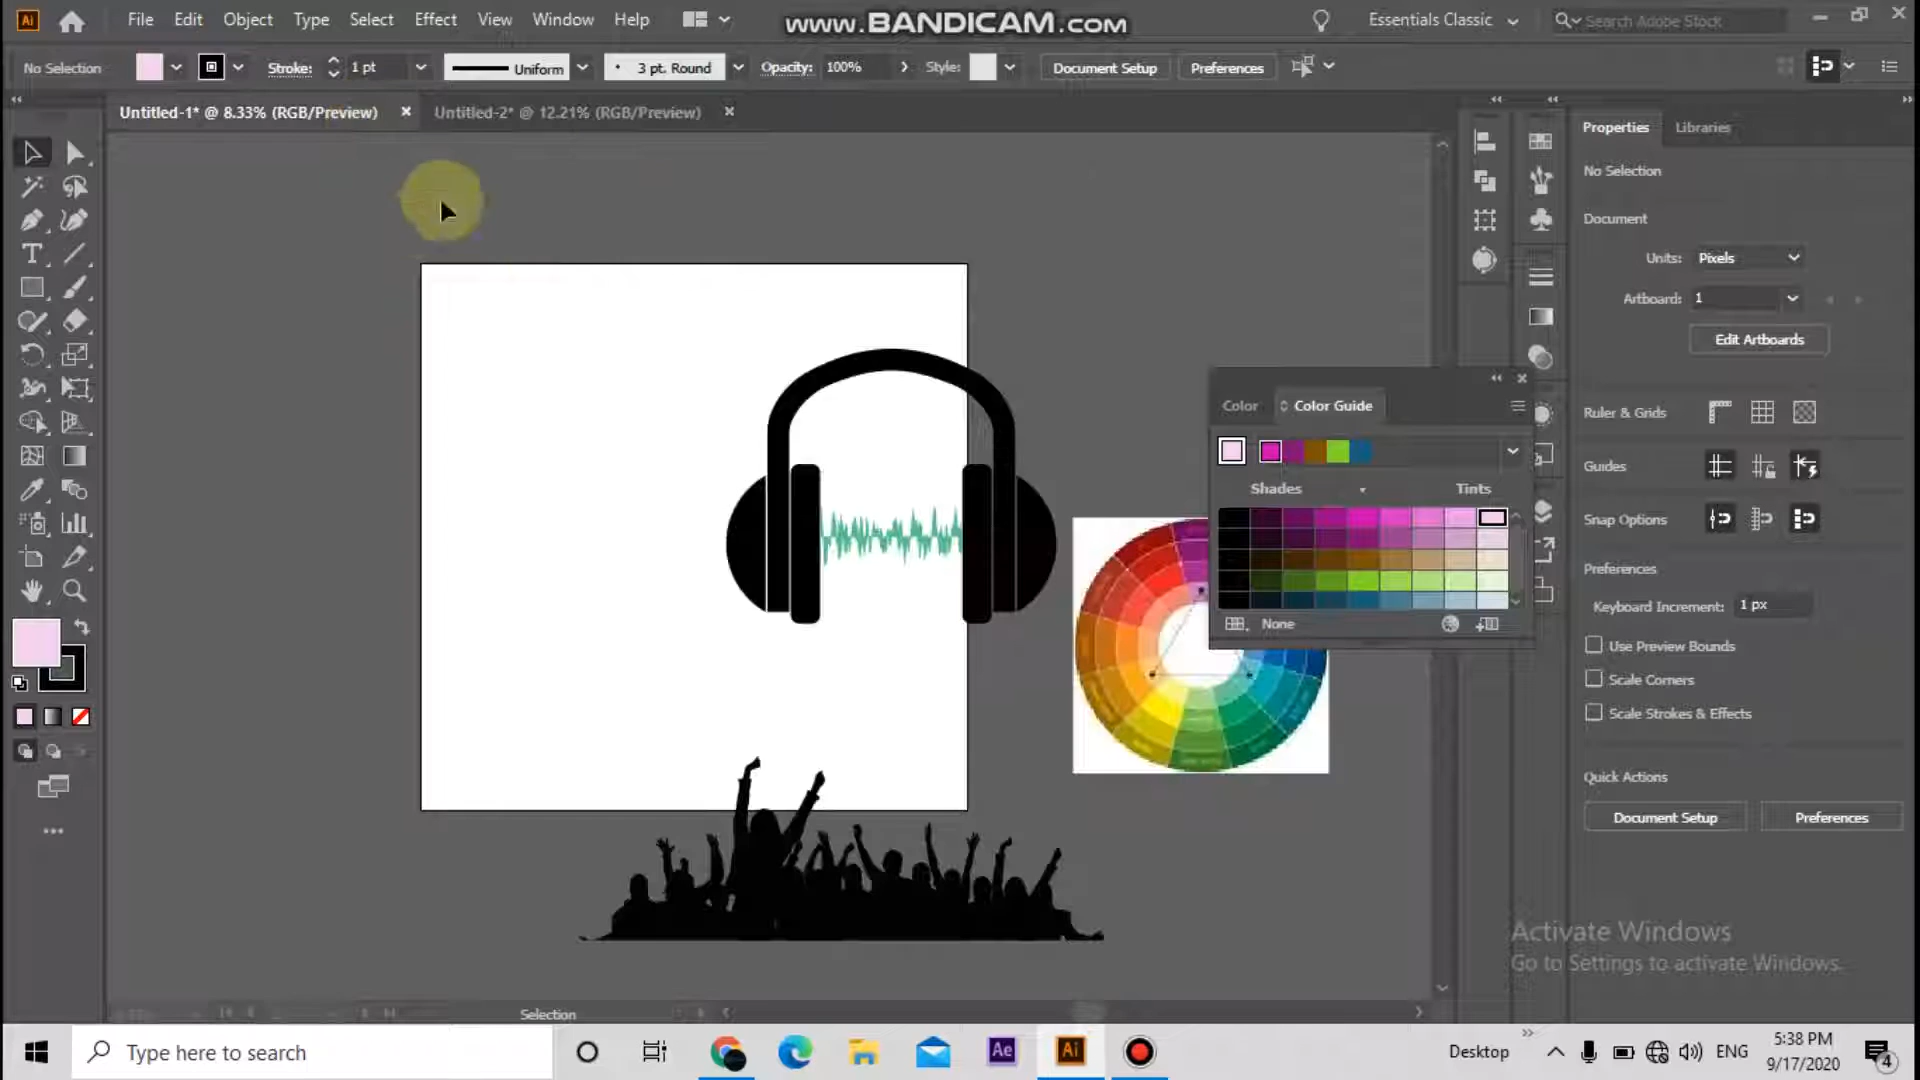 Ai File Edit Object Type Select Effect View Window Help www.BANDICAM.com Essentials Classic Search Adobe Stock
No Selection Stroke: 1 pt Uniform 3 pt. Round Opacity: 100% Style: Document Setup Preferences
Untitled-1* @ 8.33% (RGB/Preview) Untitled-2* @ 12.21% (RGB/Preview)
Properties Libraries
No Selection
Document
Units: Pixels
Artboard: 1
Edit Artboards
Color Color Guide
Ruler & Grids
Guides
Shades Tints
Snap Options
Preferences
Keyboard Increment: 1 px
None
Use Preview Bounds
Scale Corners
Scale Strokes & Effects
Quick Actions
Document Setup Preferences
Activate Windows
Go to Settings to activate Windows.
Selection
Type here to search Ae Ai Desktop ENG 5:38 PM
9/17/2020 4